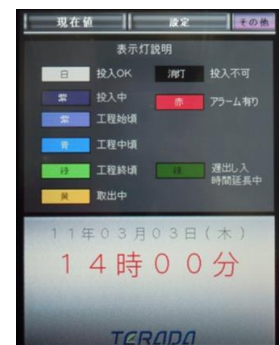 現在値 設定 その他
表示灯説明
白 投入OK 消灯 投入不可
紫 投入中 赤 アラーム有り
紫 工程始頃
青 工程中頃
緑 工程終頃 緑 遅出し入
時間延長中
黄 取出中
11年03月03日(木)
14時00分
TERADA